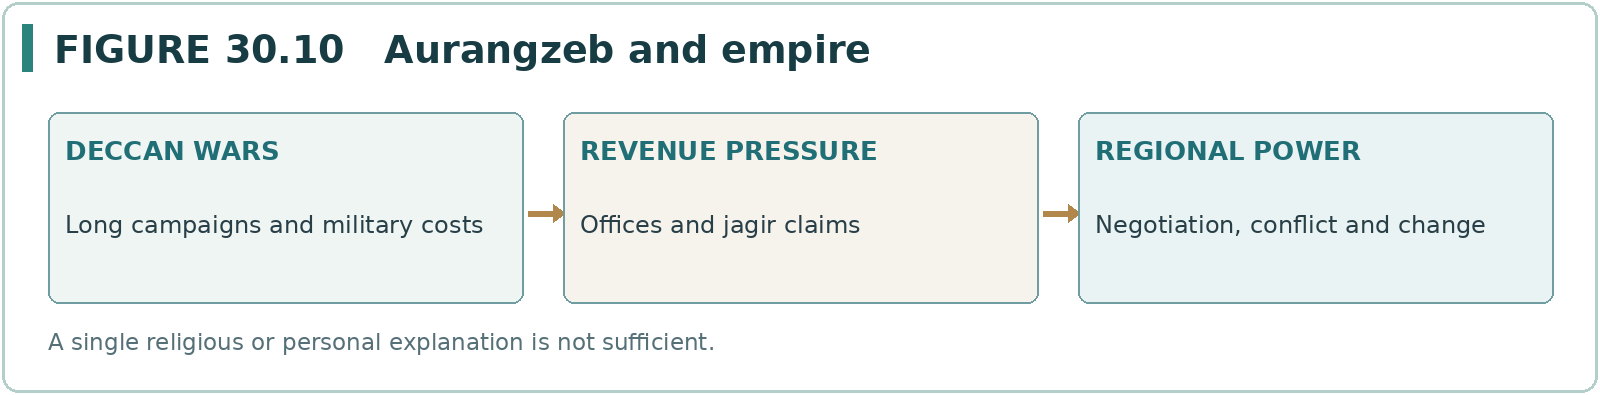 FIGURE 30.10 Aurangzeb and empire
DECCAN WARS
Long campaigns and military costs
REVENUE PRESSURE
Offices and jagir claims
REGIONAL POWER
Negotiation, conflict and change
A single religious or personal explanation is not sufficient.